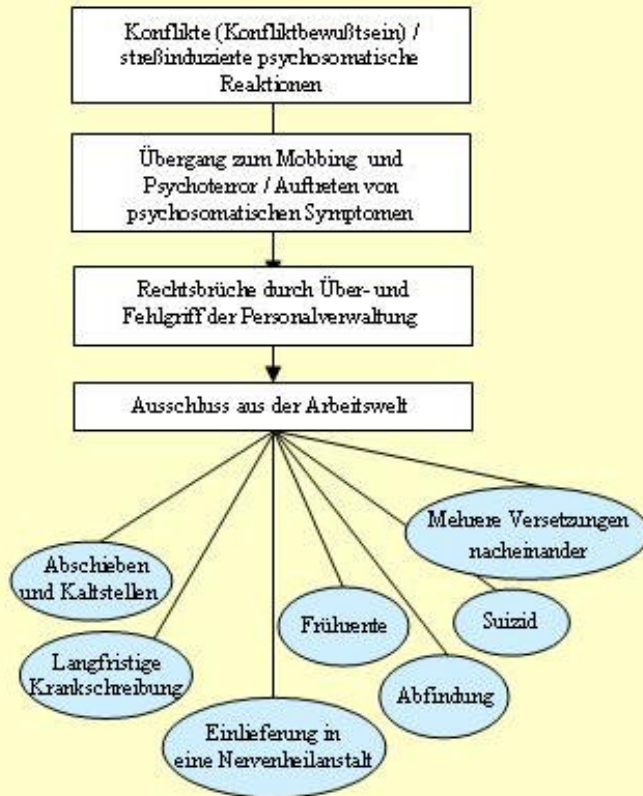 Konflikte (Konfliktbewußtsein) /
streßinduzierte psychosomatische
Reaktionen
Übergang zum Mobbing und
Psychoterror / Auftreten von
psychosomatischen Symptomen
Rechtsbrüche durch Über- und
Fehlgriff der Personalverwaltung
Ausschluss aus der Arbeitswelt
Mehrere Versetzungen
nacheinander
Abschieben
und Kaltstellen
Frührente
Suizid
Langfristige
Krankschreibung
Abfindung
Einlieferung in
eine Nervenheilanstalt